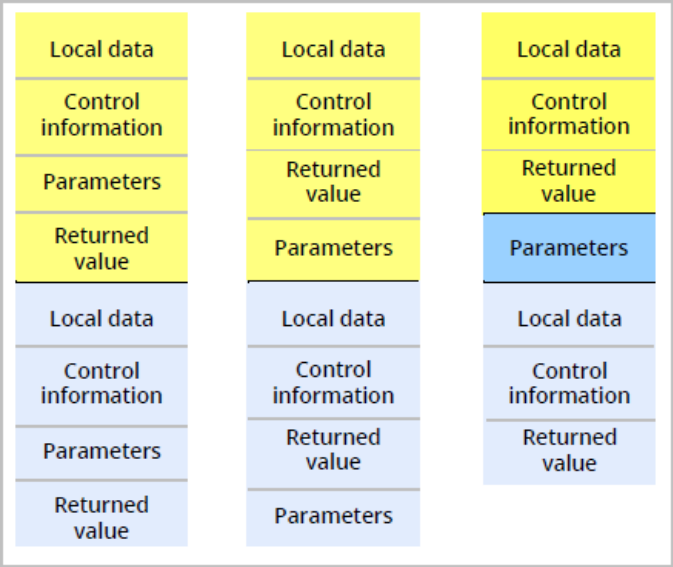 Local data
Control
information
Parameters
Returned
value
Local data
Control
information
Parameters
Returned
value
Local data
Control
information
Returned
value
Parameters
Local data
Control
information
Returned
value
Parameters
Local data
Control
information
Returned
value
Parameters
Local data
Control
information
Returned
value